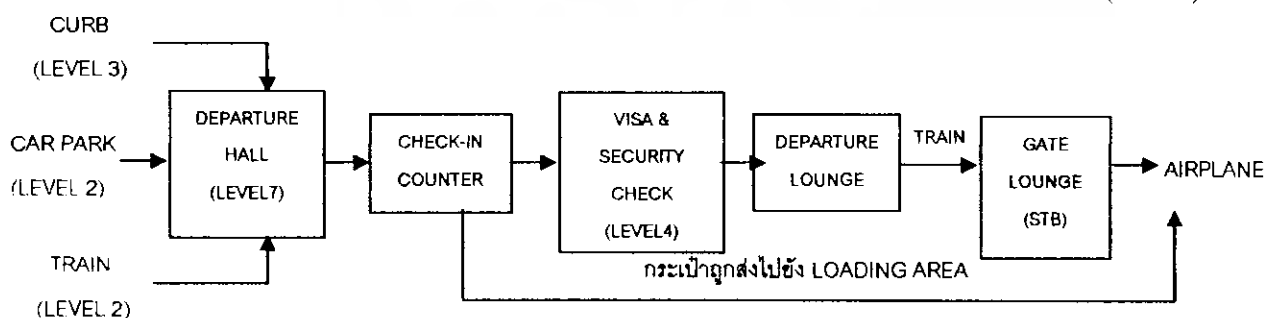 CURB
(LEVEL 3)
CAR PARK
(LEVEL 2)
TRAIN
(LEVEL 2)
DEPARTURE
HALL
(LEVEL7)
CHECK-IN
COUNTER
VISA &
SECURITY
CHECK
(LEVEL4)
DEPARTURE
LOUNGE
TRAIN
GATE
LOUNGE
(STB)
AIRPLANE
กระเป๋าถูกส่งไปยัง LOADING AREA